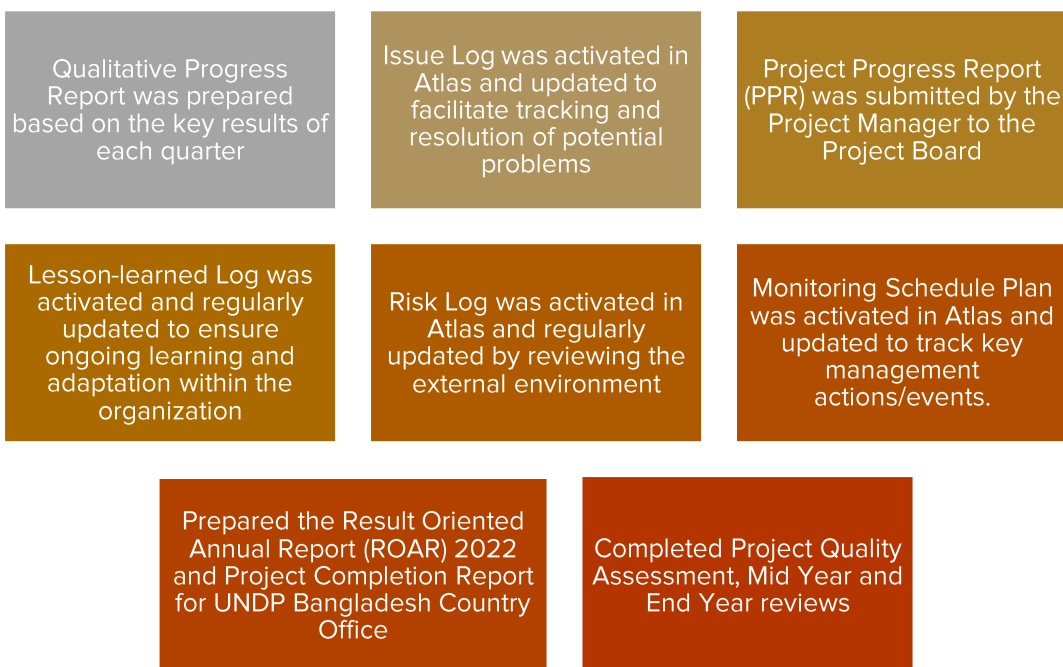 Qualitative Progress
Report was prepared
based on the key results of
each quarter
Issue Log was activated in
Atlas and updated to
facilitate tracking and
resolution of potential
problems
Project Progress Report
(PPR) was submitted by the
Project Manager to the
Project Board
Lesson-learned Log was
activated and regularly
updated to ensure
ongoing learning and
adaptation within the
organization
Risk Log was activated in
Atlas and regularly
updated by reviewing the
external environment
Monitoring Schedule Plan
was activated in Atlas and
updated to track key
management
actions/events.
Prepared the Result Oriented
Annual Report (ROAR) 2022
and Project Completion Report
for UNDP Bangladesh Country
Office
Completed Project Quality
Assessment, Mid Year and
End Year reviews